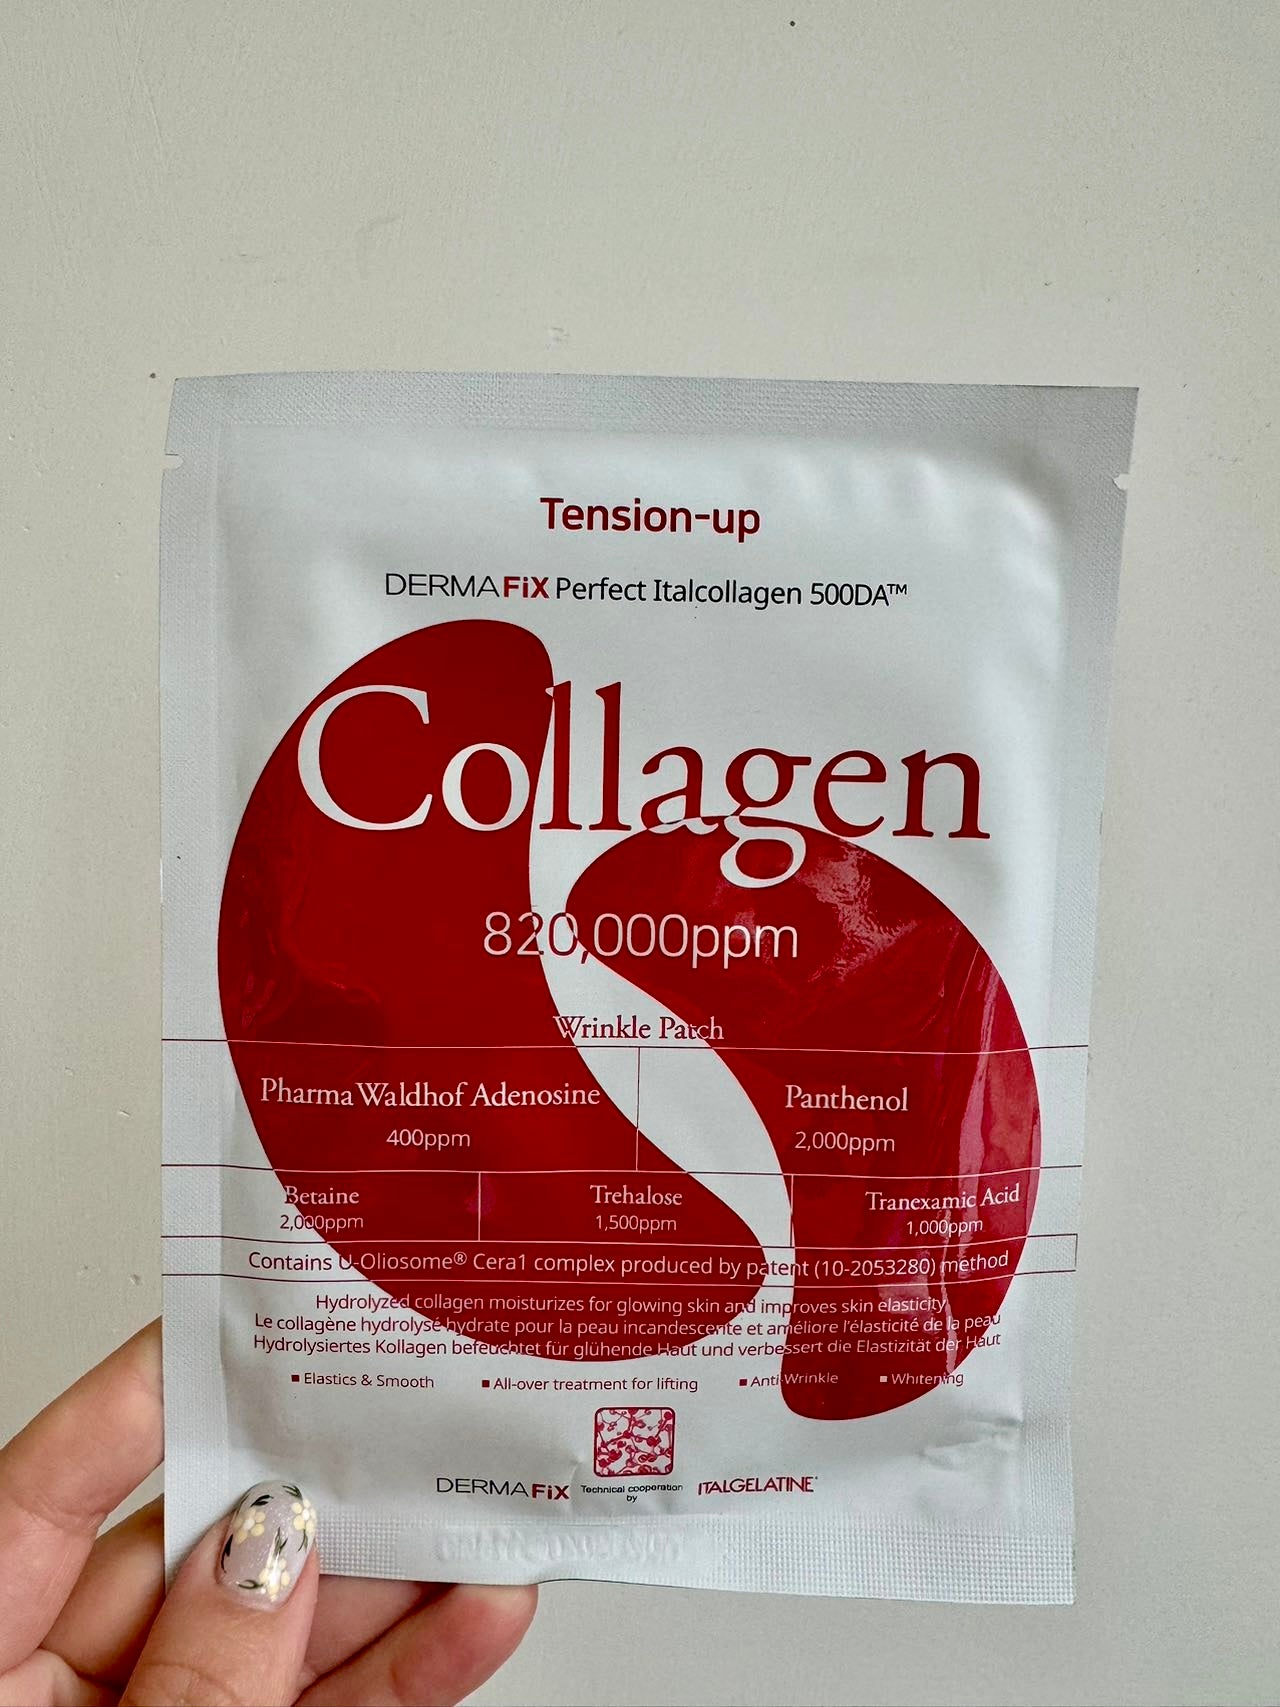 Tension-up
DERMAFiX Perfect Italcollagen 500DA™
Collagen
820,000ppm
Wrinkle Patch
Pharma Waldhof Adenosine
400ppm
Panthenol
2,000ppm
Betaine
2,000ppm
Trehalose
1,500ppm
Tranexamic Acid
1,000ppm
Contains U-Oliosome® Cera1 complex produced by patent (10-2053280) method
Hydrolyzed collagen moisturizes for glowing skin and improves skin elasticity
Le collagène hydrolysé hydrate pour la peau incandescente et améliore l'élasticité de la peau
Hydrolysiertes Kollagen befeuchtet für glühende Haut und verbessert die Elastizität der Haut
■ Elastics & Smooth ■ All-over treatment for lifting ■ Anti-Wrinkle ■ Whitening
DERMAFiX Technical cooperation by ITALGELATINE